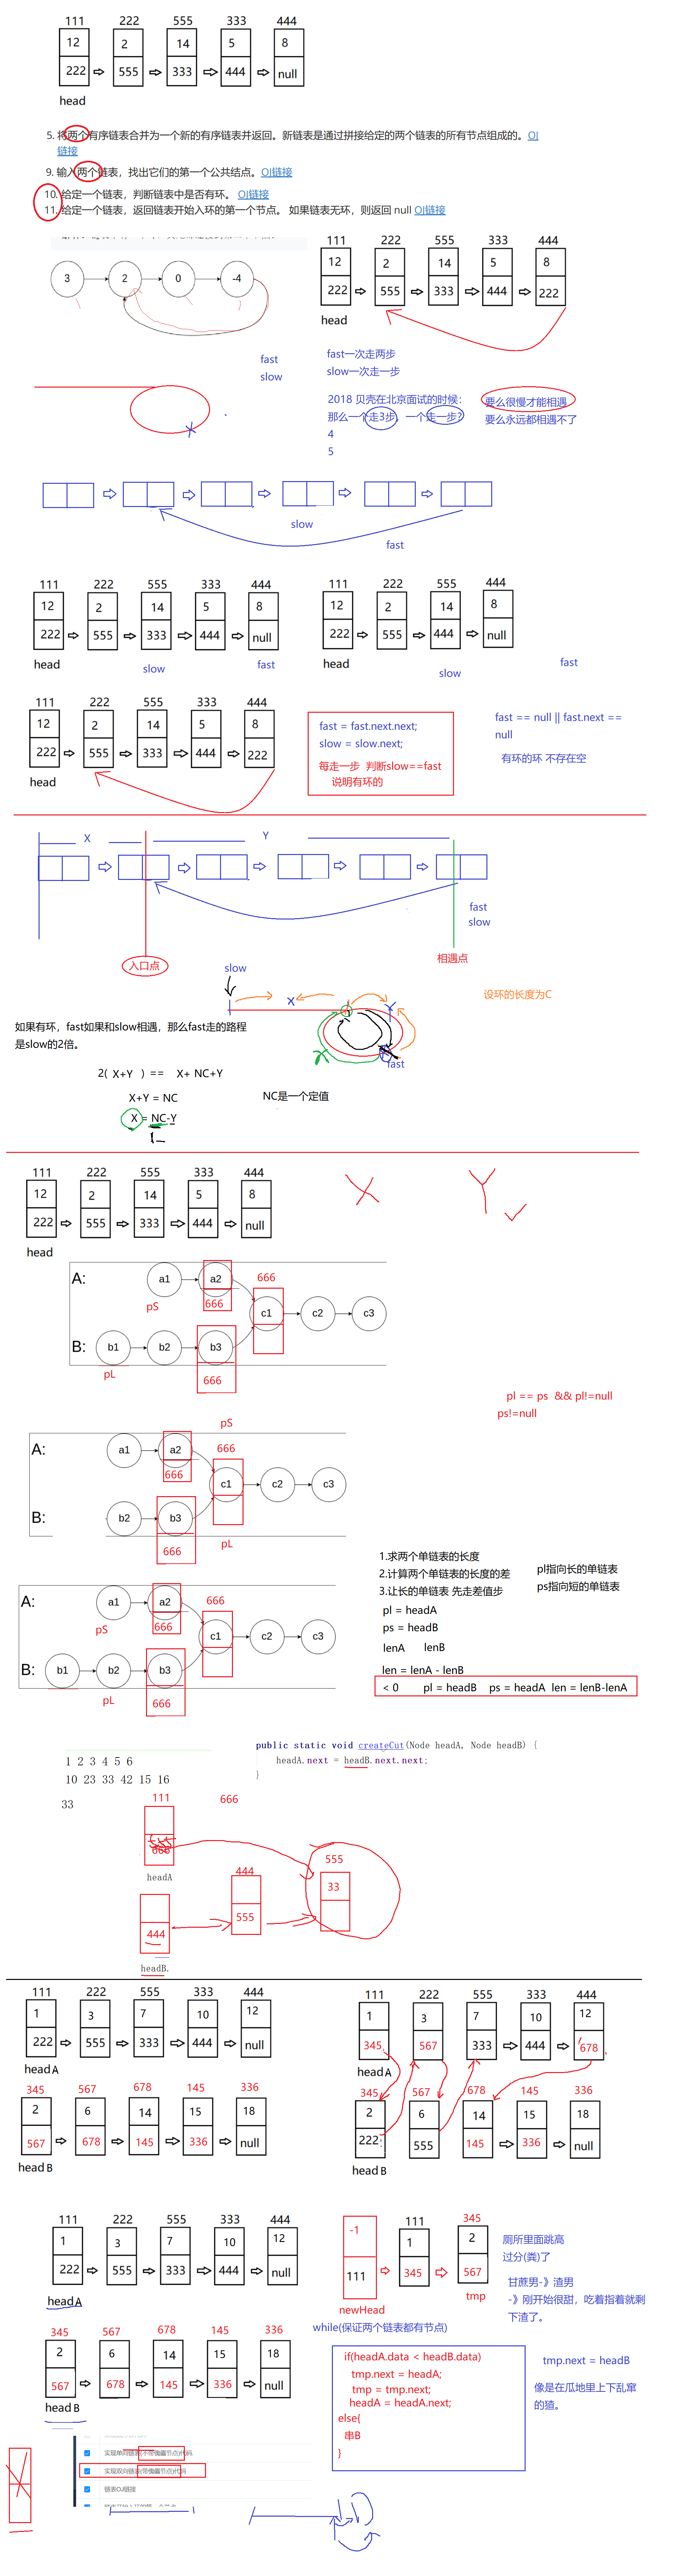 111 222 555 333 444
12 2 14 5 8
222 555 333 444 null
head
5. 将两个有序链表合并为一个新的有序链表并返回。新链表是通过拼接给定的两个链表的所有节点组成的。OJ
链接
9. 输入两个链表，找出它们的第一个公共结点。OJ链接
10. 给定一个链表，判断链表中是否有环。 OJ链接
11. 给定一个链表，返回链表开始入环的第一个节点。 如果链表无环，则返回 null OJ链接
3 2 0 -4
111 222 555 333 444
12 2 14 5 8
222 555 333 444 222
head
fast
slow
fast一次走两步
slow一次走一步
2018 贝壳在北京面试的时候：
那么一个走3步，一个走一步？
4
5
要么很慢才能相遇
要么永远都相遇不了
slow
fast
111 222 555 333 444
12 2 14 5 8
222 555 333 444 null
head
slow
fast
111 222 555 444
12 2 14 8
222 555 444 null
head
slow
fast
111 222 555 333 444
12 2 14 5 8
222 555 333 444 222
head
fast = fast.next.next;
slow = slow.next;
每走一步 判断slow==fast
说明有环的
fast == null || fast.next ==
null
有环的环 不存在空
X Y
fast
slow
入口点
相遇点
slow
X
Y
X
fast
设环的长度为C
如果有环，fast如果和slow相遇，那么fast走的路程
是slow的2倍。
2( X+Y ) == X+ NC+Y
X+Y = NC
NC是一个定值
X = NC-Y
1
111 222 555 333 444
12 2 14 5 8
222 555 333 444 null
head
X Y
A: a1 a2 666
pS 666 c1 c2 c3
B: b1 b2 b3
pL 666
pl == ps && pl!=null
ps!=null
pS
A: a1 a2 666
666 c1 c2 c3
B: b2 b3
666 pL
1.求两个单链表的长度
2.计算两个单链表的长度的差
3.让长的单链表 先走差值步
pl指向长的单链表
ps指向短的单链表
pl = headA
ps = headB
lenA lenB
len = lenA - lenB
< 0 pl = headB ps = headA len = lenB-lenA
A: a1 a2 666
pS 666 c1 c2 c3
B: b1 b2 b3
pL 666
public static void createCut(Node headA, Node headB) {
headA.next = headB.next.next;
}
1 2 3 4 5 6
10 23 33 42 15 16
33
111 666
666
headA
555
33
444
555
444
headB.
111 222 555 333 444
1 3 7 10 12
222 555 333 444 null
head A
345 567 678 145 336
2 6 14 15 18
567 678 145 336 null
head B
111 222 555 333 444
1 3 7 10 12
345 567 333 444 678
head A
345 567 678 145 336
2 6 14 15 18
222 555 145 336 null
head B
111 222 555 333 444
1 3 7 10 12
222 555 333 444 null
head A
345 567 678 145 336
2 6 14 15 18
567 678 145 336 null
head B
-1
111
newHead
111
1
345
345
2
567
tmp
厕所里面跳高
过分(粪)了
甘蔗男-》渣男
-》刚开始很甜，吃着指着就剩
下渣了。
while(保证两个链表都有节点)
if(headA.data < headB.data)
tmp.next = headA;
tmp = tmp.next;
headA = headA.next;
else{
串B
}
tmp.next = headB
像是在瓜地里上下乱窜
的猹。
实现单向链表(不带傀儡节点)代码
实现双向链表(带傀儡节点)代码
链表OJ链接